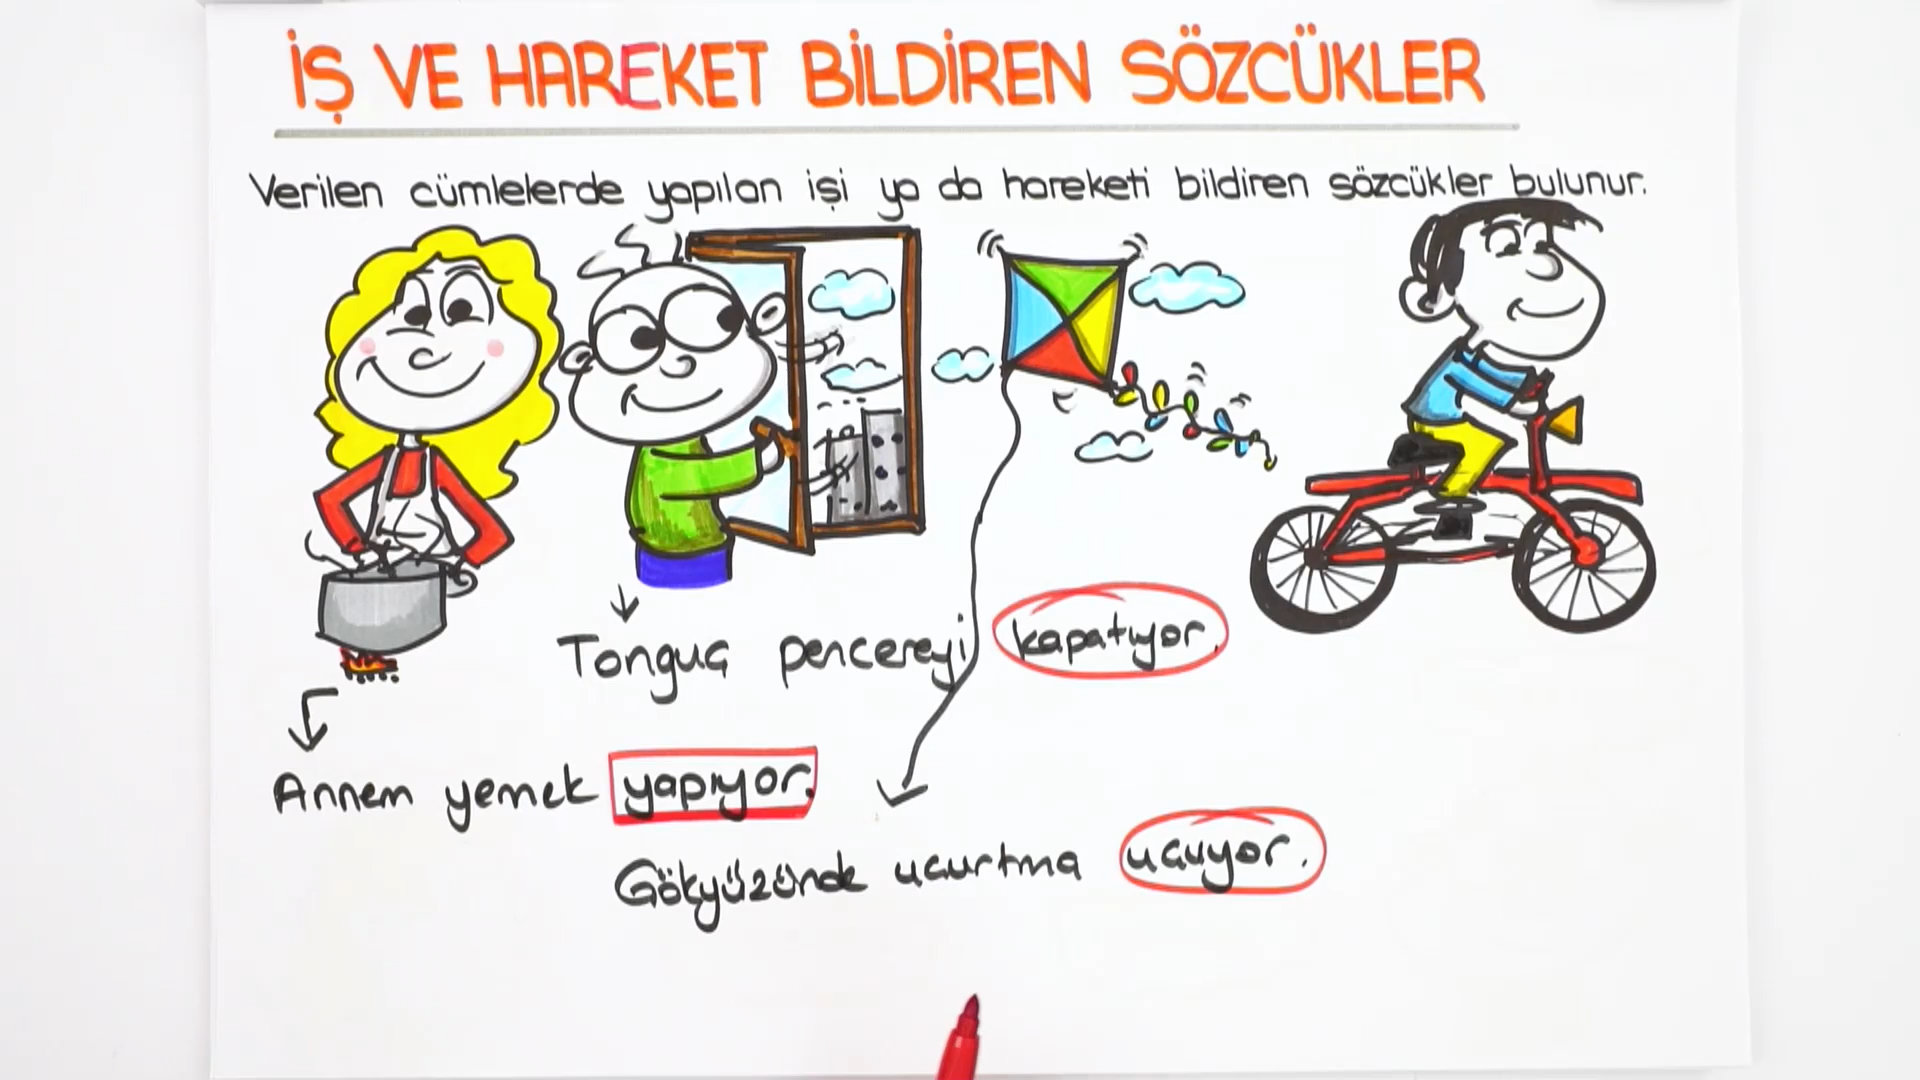 İŞ VE HAREKET BİLDİREN SÖZCÜKLER
Verilen cümlelerde yapılan işi ya da hareketi bildiren sözcükler bulunur.
Tonguç pencereyi kapatıyor.
Annem yemek yapıyor.
Gökyüzünde uçurtma uçuyor.